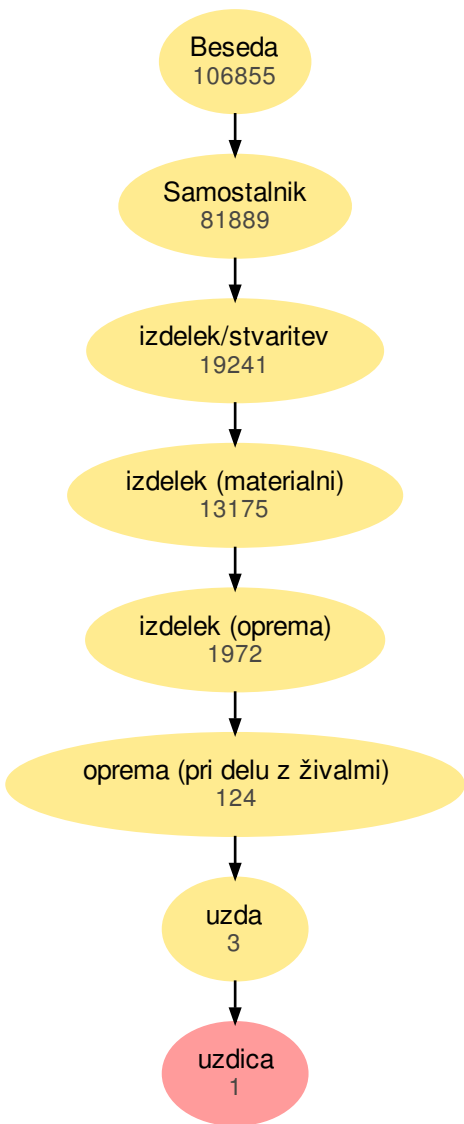 Beseda
106855
Samostalnik
81889
izdelek/stvaritev
19241
izdelek (materialni)
13175
izdelek (oprema)
1972
oprema (pri delu z živalmi)
124
uzda
3
uzdica
1